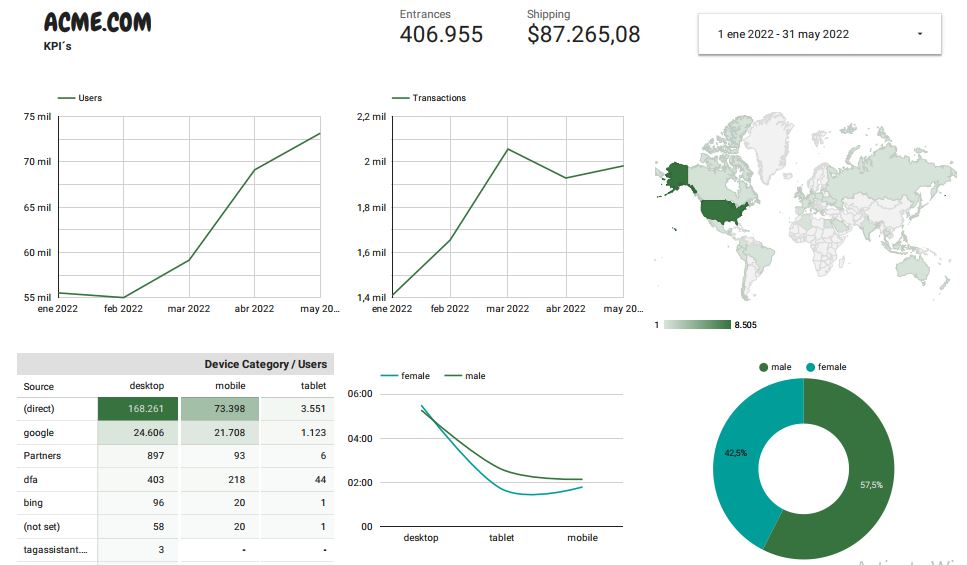 ACME.COM
KPI´s
Entrances
406.955
Shipping
$87.265,08
1 ene 2022 - 31 may 2022
Users
75 mil
70 mil
65 mil
60 mil
55 mil
ene 2022 feb 2022 mar 2022 abr 2022 may 20...
Transactions
2,2 mil
2 mil
1,8 mil
1,6 mil
1,4 mil
ene 2022 feb 2022 mar 2022 abr 2022 may 20...
1 8.505
Device Category / Users
Source desktop mobile tablet
(direct) 168.261 73.398 3.551
google 24.606 21.708 1.123
Partners 897 93 6
dfa 403 218 44
bing 96 20 1
(not set) 58 20 1
tagassistant.... 3 - -
female male
06:00
04:00
02:00
00
desktop tablet mobile
male female
42,5%
57,5%